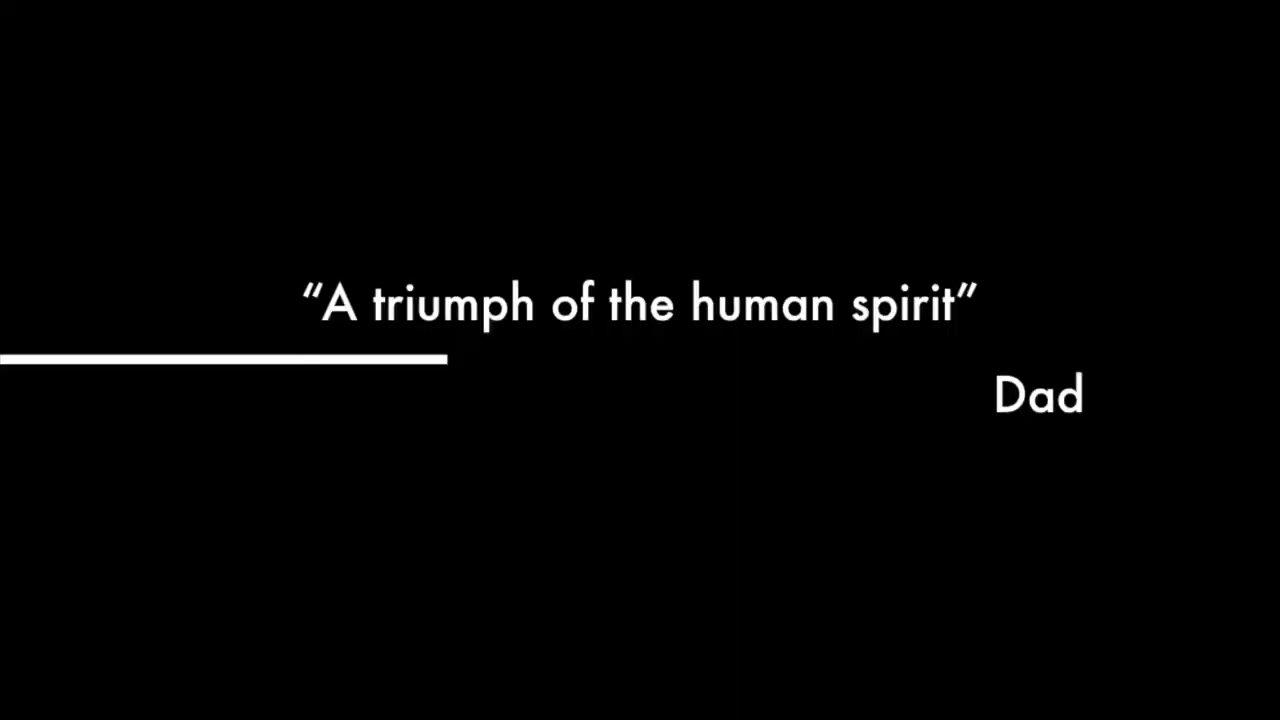 “A triumph of the human spirit”
Dad